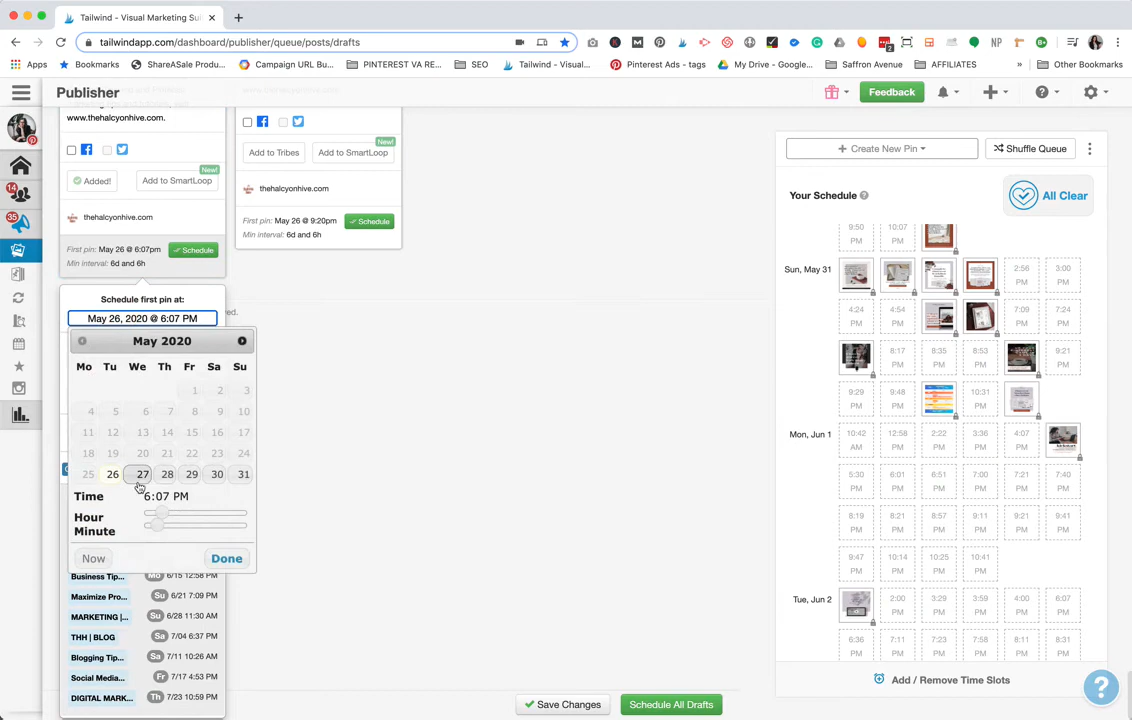 Tailwind - Visual Marketing Sui
tailwindapp.com/dashboard/publisher/queue/posts/drafts
Apps
Bookmarks
ShareASale Produ...
Campaign URL Bu...
PINTEREST VA RE...
SEO
Tailwind - Visual...
Pinterest Ads - tags
My Drive - Google...
Saffron Avenue
AFFILIATES
»
Other Bookmarks
Publisher
Feedback
14
35
www.thehalcyonhive.com.
New!
Added!
Add to SmartLoop
thehalcyonhive.com
First pin: May 26 @ 6:07pm
Schedule
Min interval: 6d and 6h
New!
Add to Tribes
Add to SmartLoop
thehalcyonhive.com
First pin: May 26 @ 9:20pm
Schedule
Min interval: 6d and 6h
Schedule first pin at:
May 26, 2020 @ 6:07 PM
May 2020
Mo Tu We Th Fr Sa Su
1 2 3
4 5 6 7 8 9 10
11 12 13 14 15 16 17
18 19 20 21 22 23 24
25 26 27 28 29 30 31
Time 6:07 PM
Hour
Minute
Now
Done
Business Tip... Mo 6/15 12:58 PM
Maximize Pro... Su 6/21 7:09 PM
MARKETING |... Su 6/28 11:30 AM
THH | BLOG Sa 7/04 6:37 PM
Blogging Tip... Sa 7/11 10:26 AM
Social Media... Fr 7/17 4:53 PM
DIGITAL MARK... Th 7/23 10:59 PM
Save Changes
Schedule All Drafts
Create New Pin
Shuffle Queue
Your Schedule
All Clear
9:50 PM
10:07 PM
Sun, May 31
2:56 PM
3:00 PM
4:24 PM
4:54 PM
7:09 PM
7:24 PM
8:17 PM
8:35 PM
8:53 PM
9:21 PM
9:29 PM
9:48 PM
10:31 PM
Mon, Jun 1
10:42 AM
12:58 PM
2:22 PM
3:36 PM
4:07 PM
5:30 PM
6:01 PM
6:35 PM
7:00 PM
7:21 PM
7:40 PM
8:19 PM
8:21 PM
8:57 PM
9:11 PM
9:21 PM
9:41 PM
9:47 PM
10:14 PM
10:25 PM
10:41 PM
Tue, Jun 2
2:00 PM
3:29 PM
3:59 PM
4:00 PM
6:07 PM
6:36 PM
7:11 PM
7:23 PM
7:58 PM
8:11 PM
8:31 PM
Add / Remove Time Slots